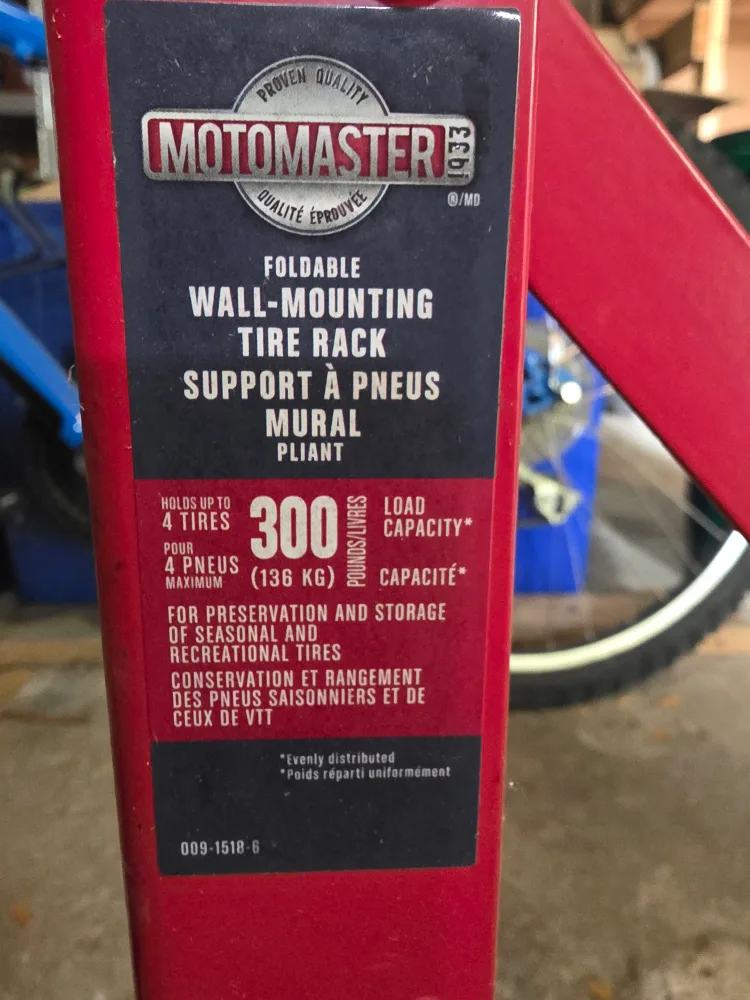 PROVEN QUALITY
MOTOMASTER 1933
QUALITÉ ÉPROUVÉE
®/MD
FOLDABLE
WALL-MOUNTING
TIRE RACK
SUPPORT À PNEUS
MURAL
PLIANT
HOLDS UP TO
4 TIRES
POUR
4 PNEUS
MAXIMUM
300
(136 KG)
POUNDS/LIVRES
LOAD
CAPACITY*
CAPACITÉ*
FOR PRESERVATION AND STORAGE
OF SEASONAL AND
RECREATIONAL TIRES
CONSERVATION ET RANGEMENT
DES PNEUS SAISONNIERS ET DE
CEUX DE VTT
*Evenly distributed
*Poids réparti uniformément
009-1518-6